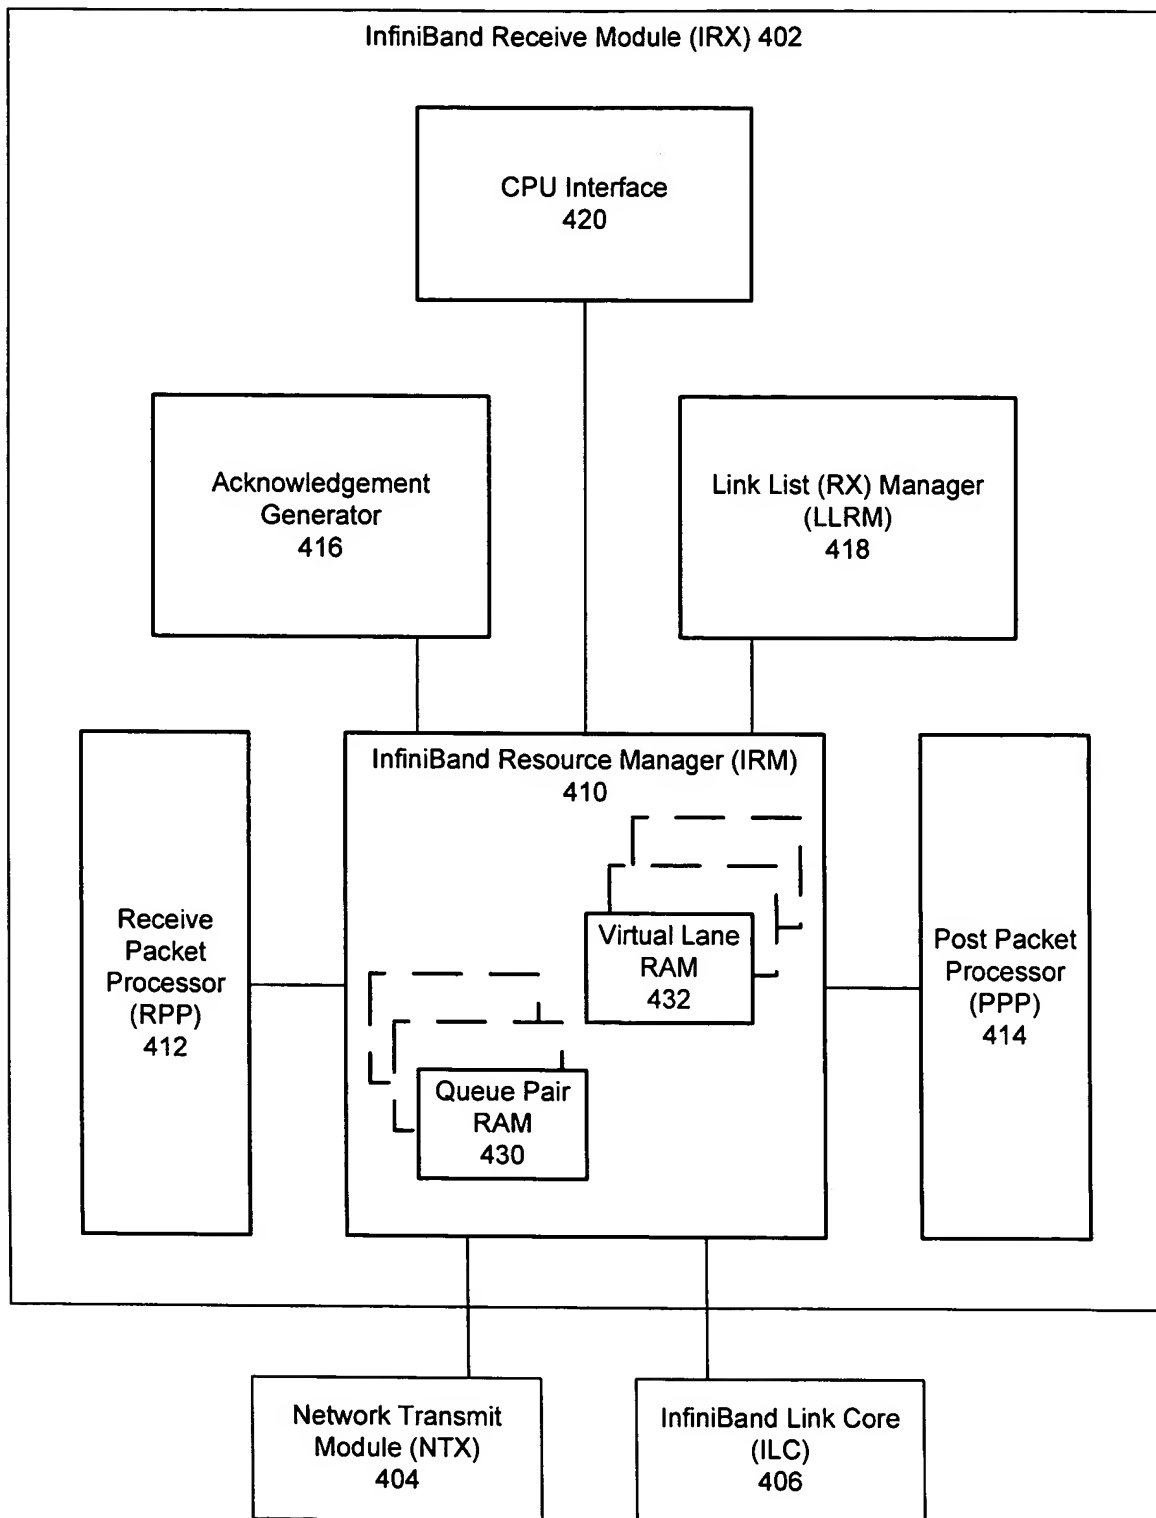 InfiniBand Receive Module (IRX) 402
CPU Interface
420
Acknowledgement
Generator
416
Link List (RX) Manager
(LLRM)
418
InfiniBand Resource Manager (IRM)
410
Receive
Packet
Processor
(RPP)
412
Virtual Lane
RAM
432
Queue Pair
RAM
430
Post Packet
Processor
(PPP)
414
Network Transmit
Module (NTX)
404
InfiniBand Link Core
(ILC)
406